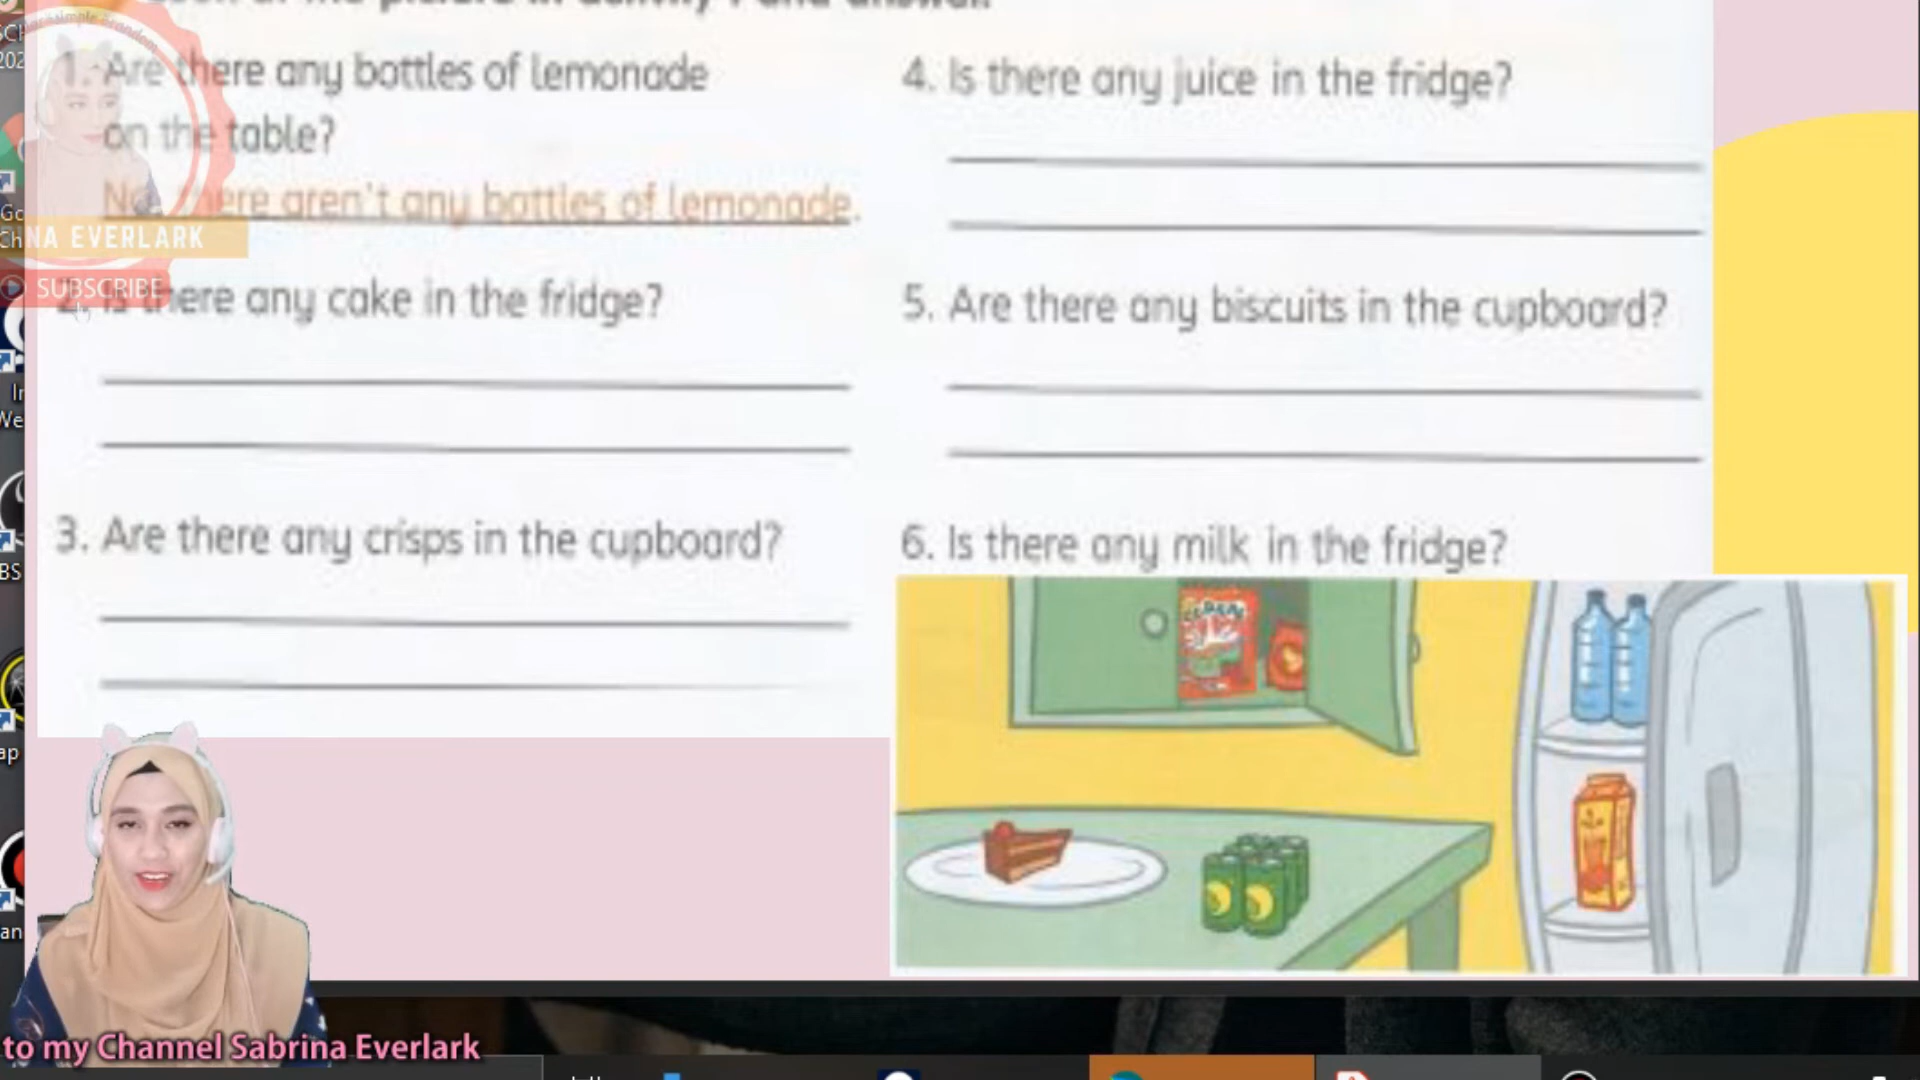 1. Are there any bottles of lemonade
on the table?
No, there aren't any bottles of lemonade.
2. Is there any cake in the fridge?
3. Are there any crisps in the cupboard?
4. Is there any juice in the fridge?
5. Are there any biscuits in the cupboard?
6. Is there any milk in the fridge?
NA EVERLARK
SUBSCRIBE
to my Channel Sabrina Everlark